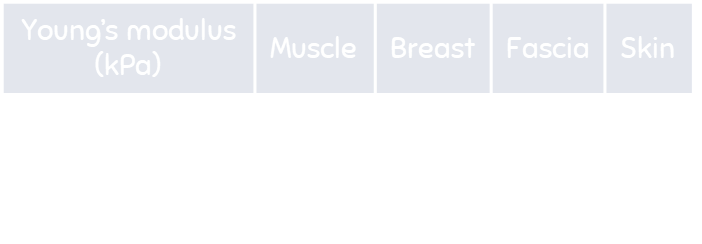 Young's modulus
(kPa)
Muscle
Breast
Fascia
Skin